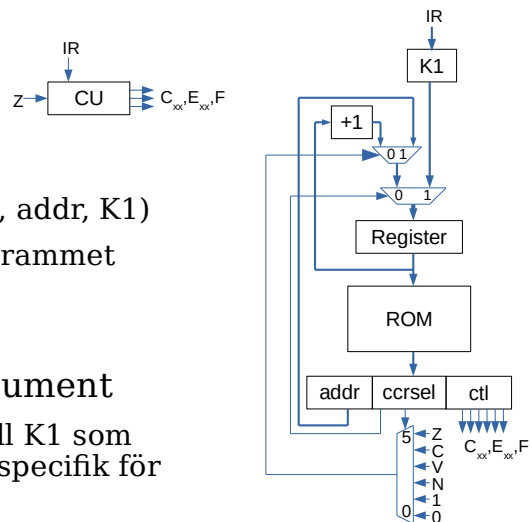 IR
Z
CU
Cxx,Exx,F
, addr, K1)
rammet
ument
ll K1 som
specifik för
IR
K1
+1
0 1
0 1
Register
ROM
addr ccrsel ctl
5
Z
C
V
N
1
0
0
Cxx,Exx,F